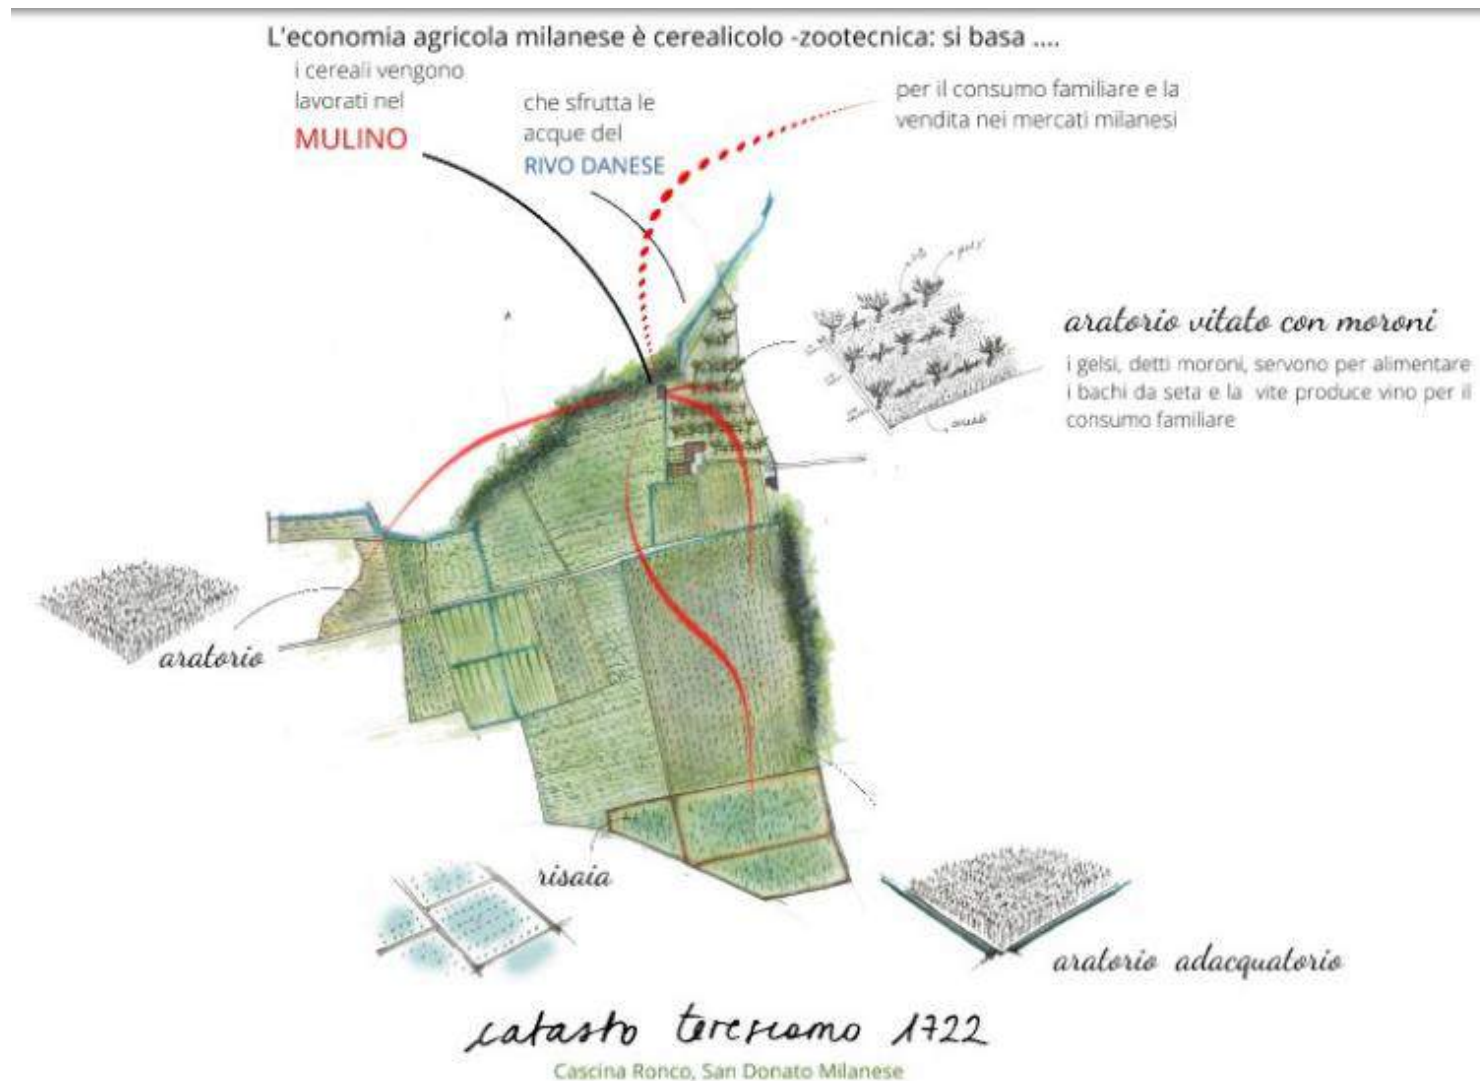 L'economia agricola milanese è cerealicolo -zootecnica: si basa ....
i cereali vengono
lavorati nel
MULINO
che sfrutta le
acque del
RIVO DANESE
per il consumo familiare e la
vendita nei mercati milanesi
aratorio vitato con moroni
i gelsi, detti moroni, servono per alimentare
i bachi da seta e la vite produce vino per il
consumo familiare
aratorio
risaia
aratorio adacquatorio
catasto teresiano 1722
Cascina Ronco, San Donato Milanese